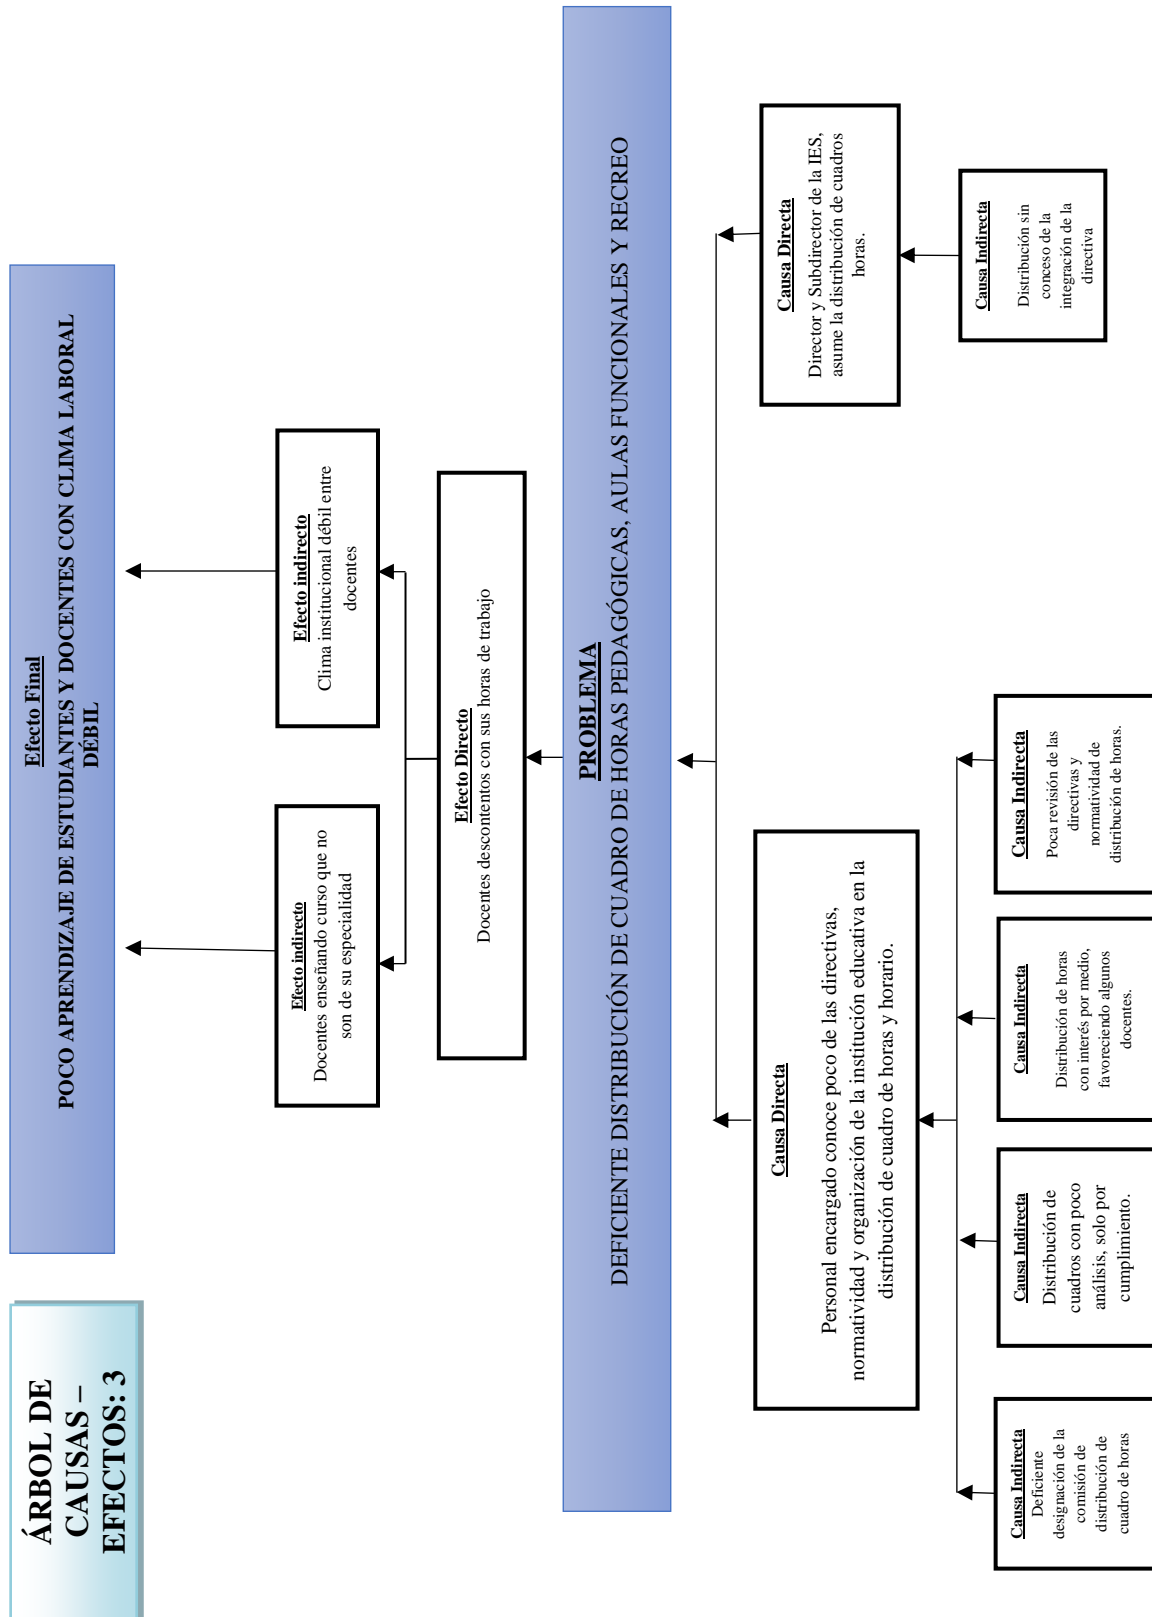 ÁRBOL DE
CAUSAS –
EFECTOS: 3
Efecto Final
POCO APRENDIZAJE DE ESTUDIANTES Y DOCENTES CON CLIMA LABORAL
DÉBIL
Efecto indirecto
Docentes enseñando curso que no
son de su especialidad
Efecto indirecto
Clima institucional débil entre
docentes
Efecto Directo
Docentes descontentos con sus horas de trabajo
PROBLEMA
DEFICIENTE DISTRIBUCIÓN DE CUADRO DE HORAS PEDAGÓGICAS, AULAS FUNCIONALES Y RECREO
Causa Directa
Personal encargado conoce poco de las directivas,
normatividad y organización de la institución educativa en la
distribución de cuadro de horas y horario.
Causa Directa
Director y Subdirector de la IES,
asume la distribución de cuadros
horas.
Causa Indirecta
Deficiente
designación de la
comisión de
distribución de
cuadro de horas
Causa Indirecta
Distribución de
cuadros con poco
análisis, solo por
cumplimiento.
Causa Indirecta
Distribución de horas
con interés por medio,
favoreciendo algunos
docentes.
Causa Indirecta
Poca revisión de las
directivas y
normatividad de
distribución de horas.
Causa Indirecta
Distribución sin
conceso de la
integración de la
directiva